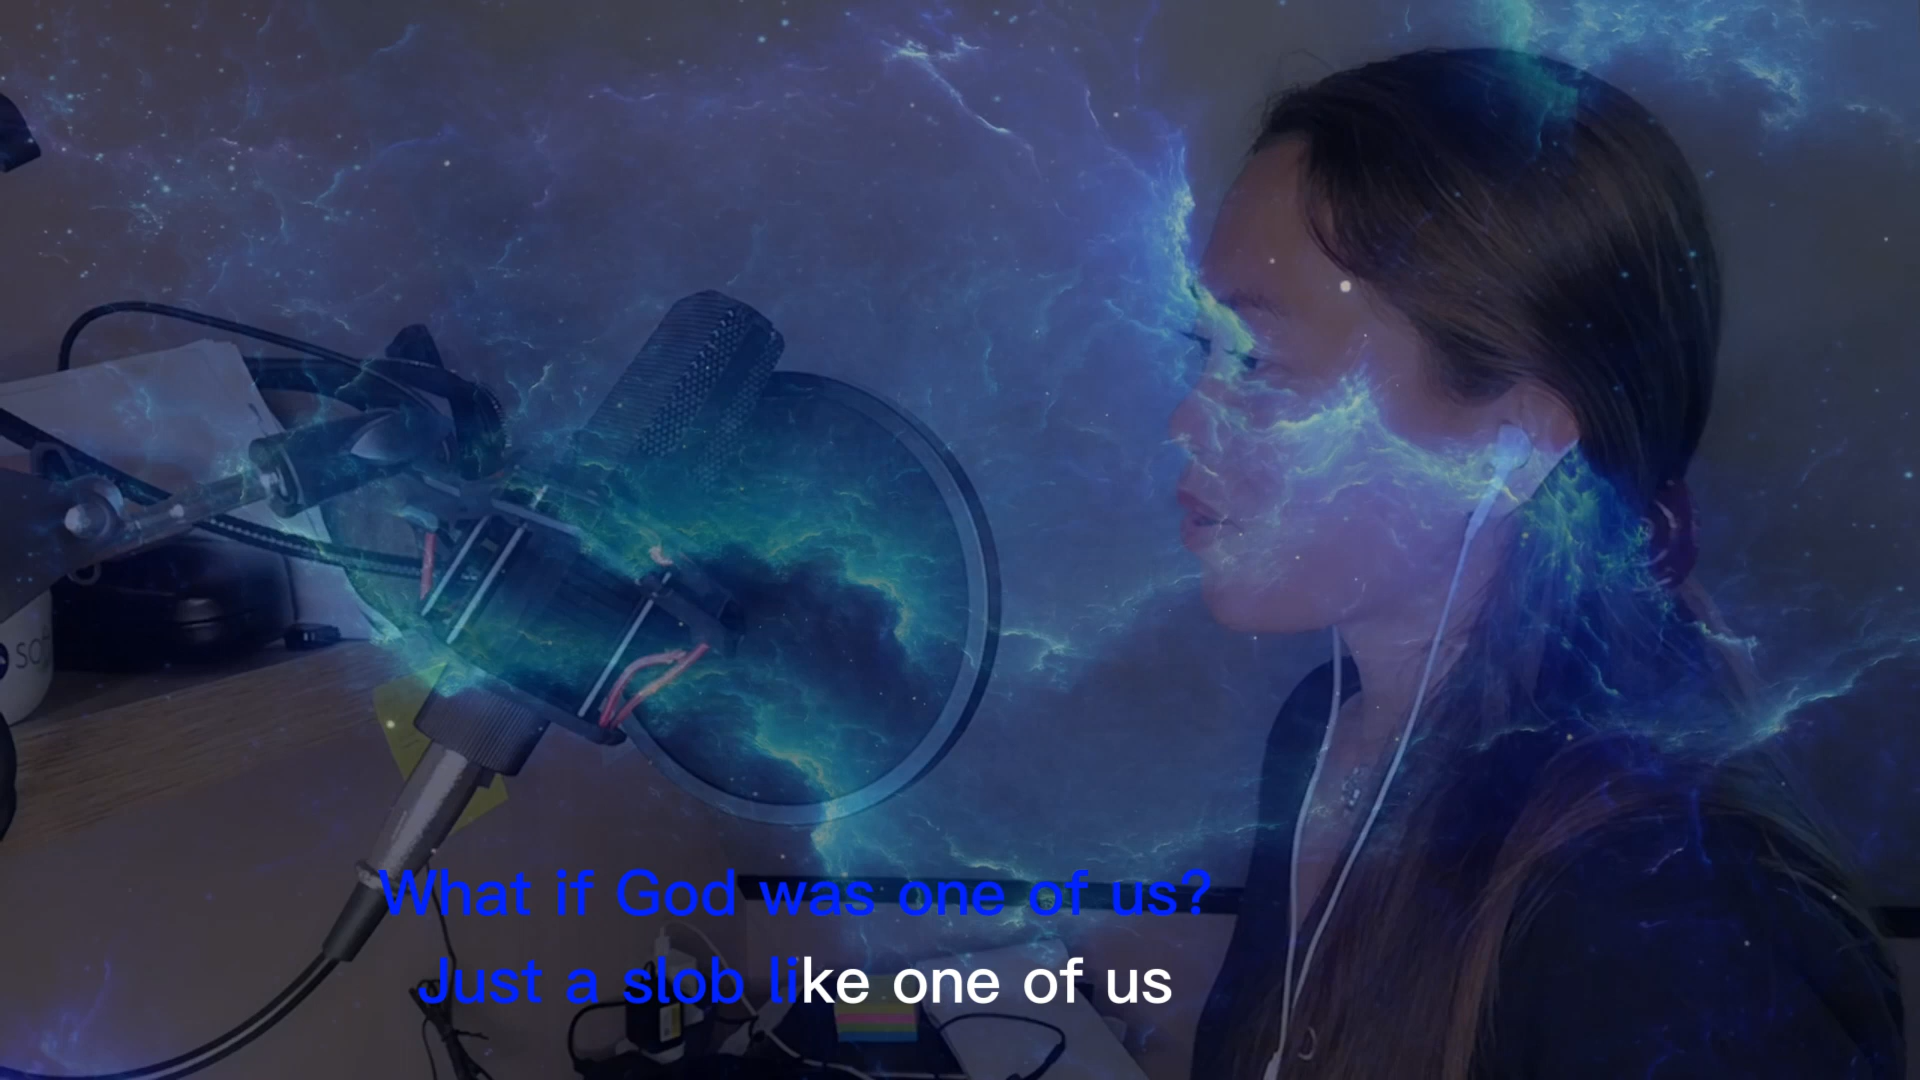 What if God was one of us?
Just a slob like one of us